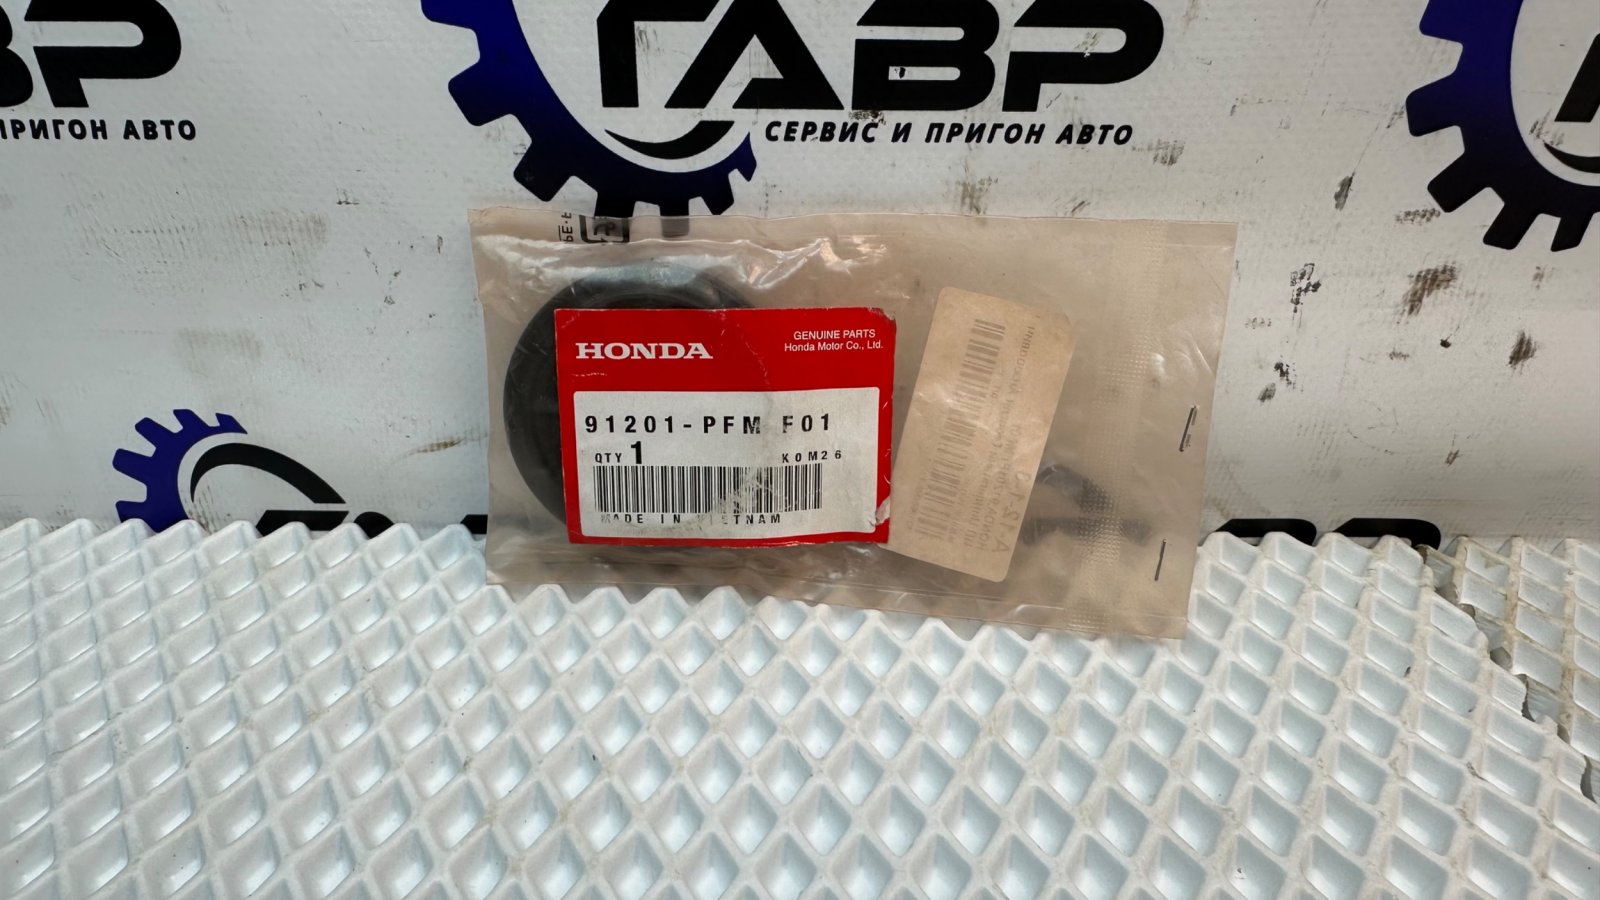 ГАВР
СЕРВИС И ПРИГОН АВТО
ПРИГОН АВТО
HONDA
GENUINE PARTS
Honda Motor Co., Ltd.
91201-PFM F01
QTY 1
K0M26
MADE IN VIETNAM